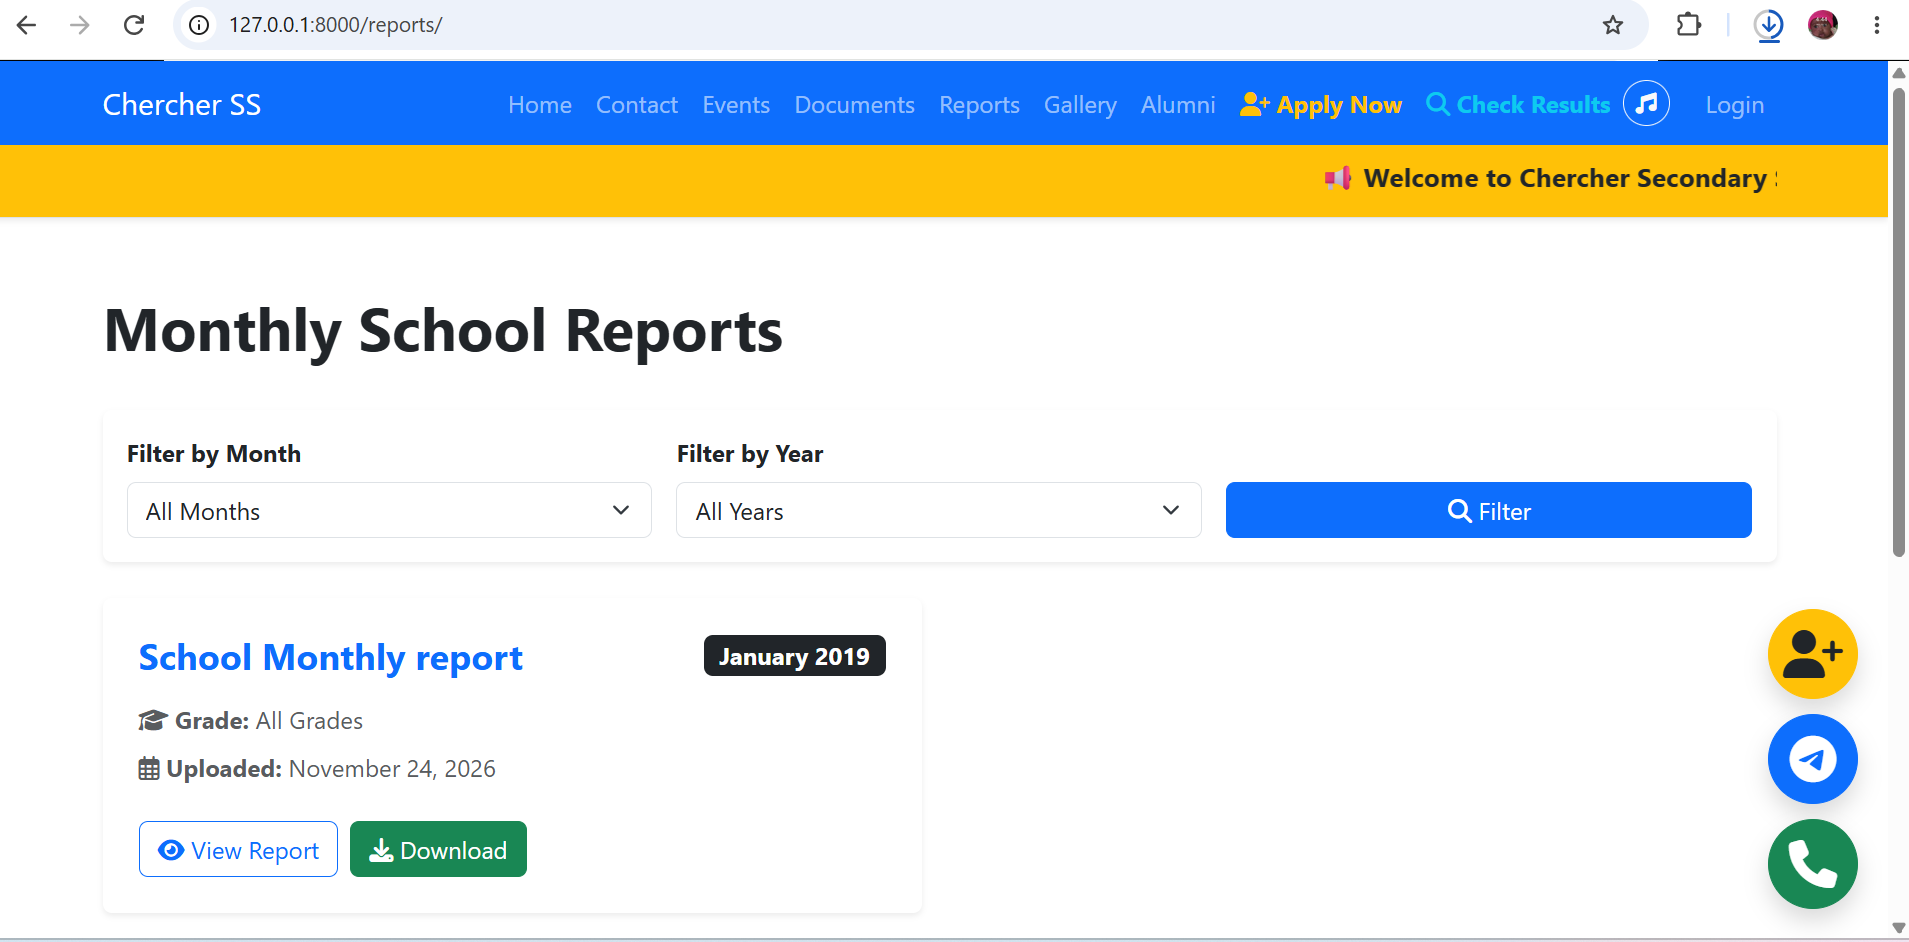 127.0.0.1:8000/reports/
Chercher SS
Home Contact Events Documents Reports Gallery Alumni Apply Now Check Results Login
Welcome to Chercher Secondary
Monthly School Reports
Filter by Month Filter by Year
All Months All Years Filter
School Monthly report January 2019
Grade: All Grades
Uploaded: November 24, 2026
View Report Download